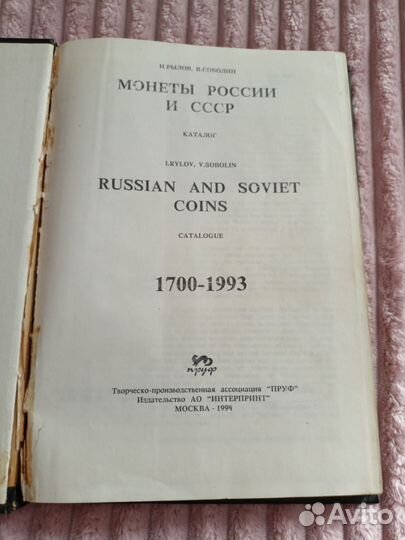 И.РЫЛОВ, В.СОБОЛИН
МОНЕТЫ РОССИИ
И СССР
КАТАЛОГ
I.RYLOV, V.SOBOLIN
RUSSIAN AND SOVIET
COINS
CATALOGUE
1700-1993
пруф
Творческо-производственная ассоциация "ПРУФ"
Издательство АО "ИНТЕРПРИНТ"
МОСКВА - 1994
Avito